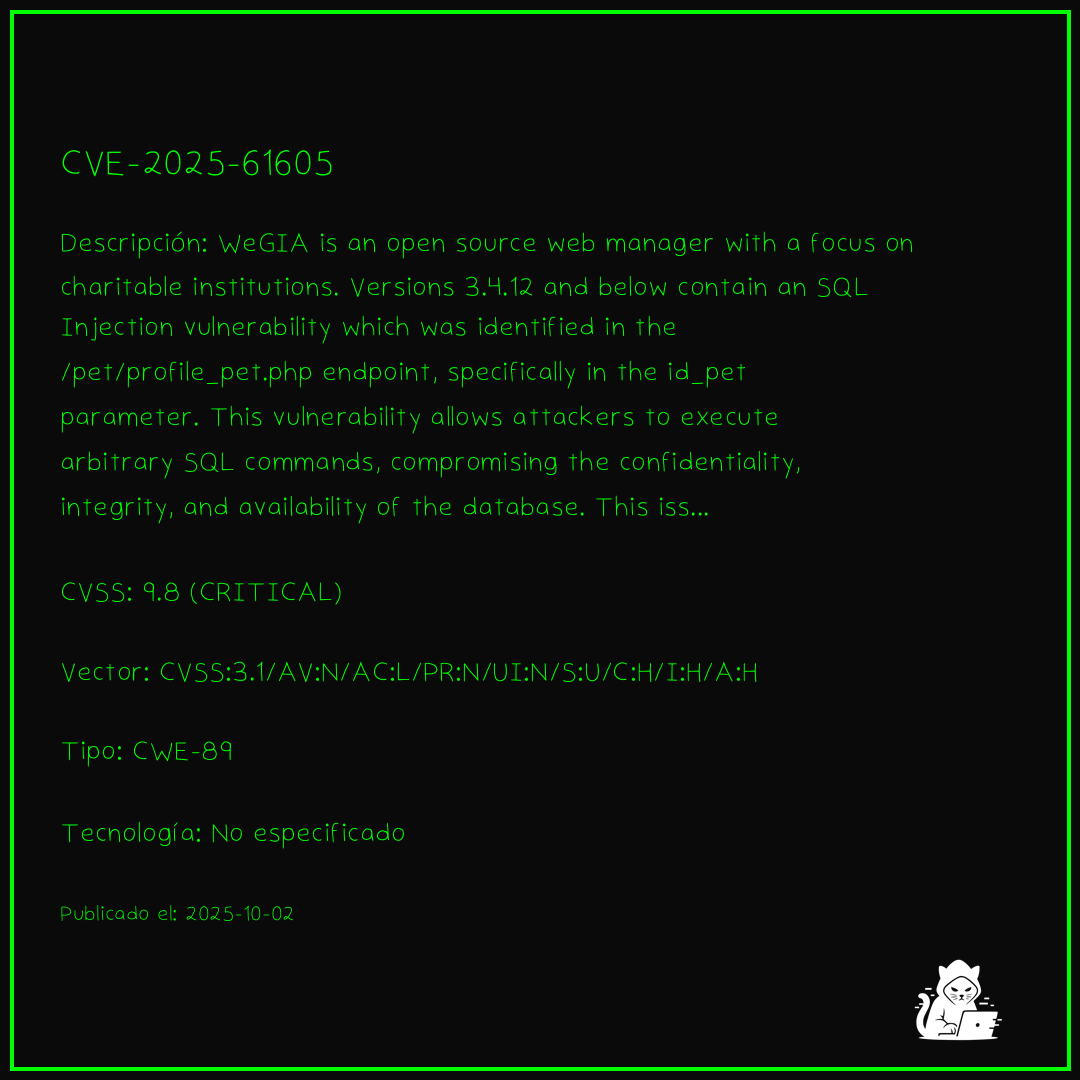 CVE-2025-61605
Descripción: WeGIA is an open source web manager with a focus on
charitable institutions. Versions 3.4.12 and below contain an SQL
Injection vulnerability which was identified in the
/pet/profile_pet.php endpoint, specifically in the id_pet
parameter. This vulnerability allows attackers to execute
arbitrary SQL commands, compromising the confidentiality,
integrity, and availability of the database. This iss...
CVSS: 9.8 (CRITICAL)
Vector: CVSS:3.1/AV:N/AC:L/PR:N/UI:N/S:U/C:H/I:H/A:H
Tipo: CWE-89
Tecnología: No especificado
Publicado el: 2025-10-02